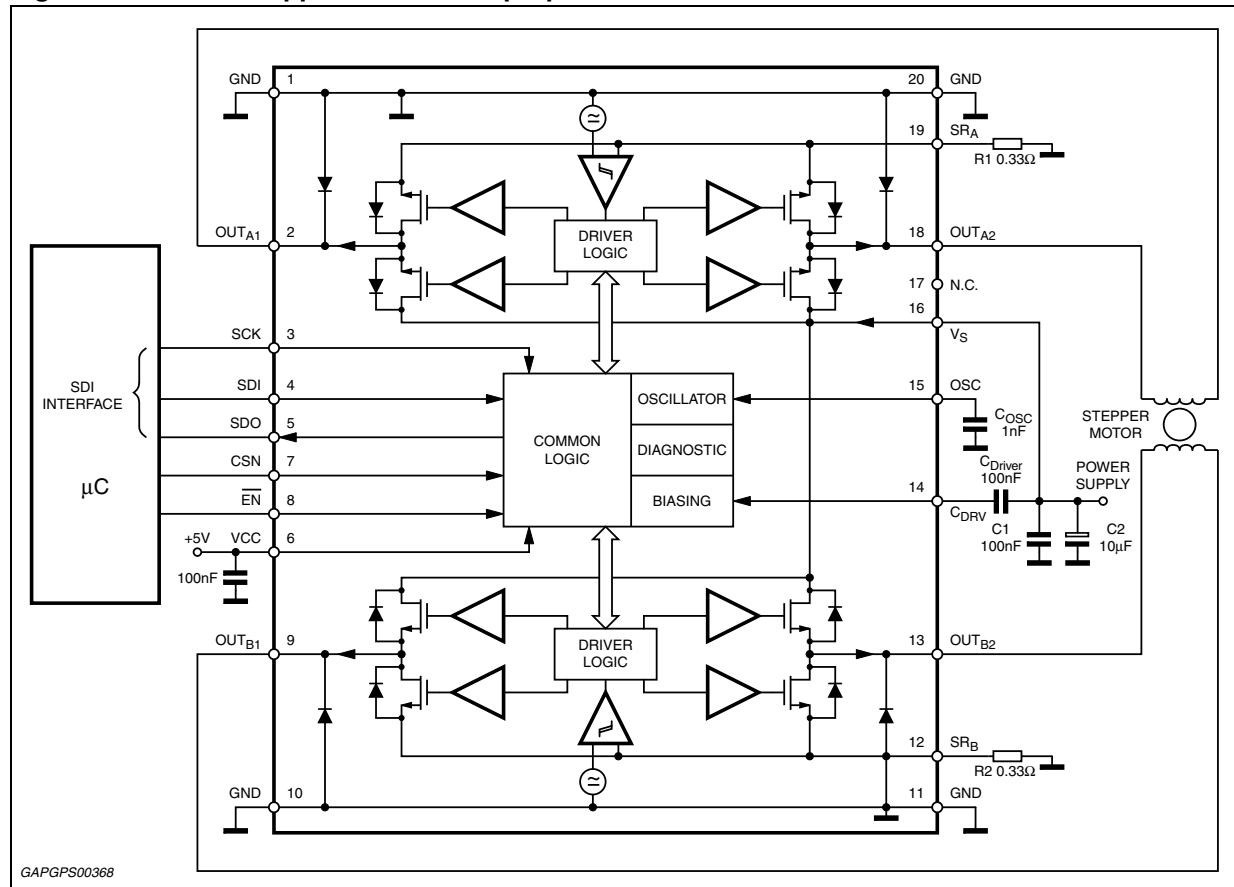 GND 1
20 GND
19 SRA
R1 0.33Ω
OUTA1 2
DRIVER
LOGIC
18 OUTA2
17 N.C.
16
VS
SCK 3
SDI
INTERFACE
SDI 4
SDO 5
CSN 7
EN 8
μC
+5V VCC 6
100nF
COMMON
LOGIC
OSCILLATOR
DIAGNOSTIC
BIASING
15 OSC
COSC
1nF
STEPPER
MOTOR
CDriver
100nF
POWER
SUPPLY
14
CDRV
C1
100nF
C2
10μF
OUTB1 9
DRIVER
LOGIC
13 OUTB2
12 SRB
R2 0.33Ω
GND 10
11 GND
GAPGPS00368